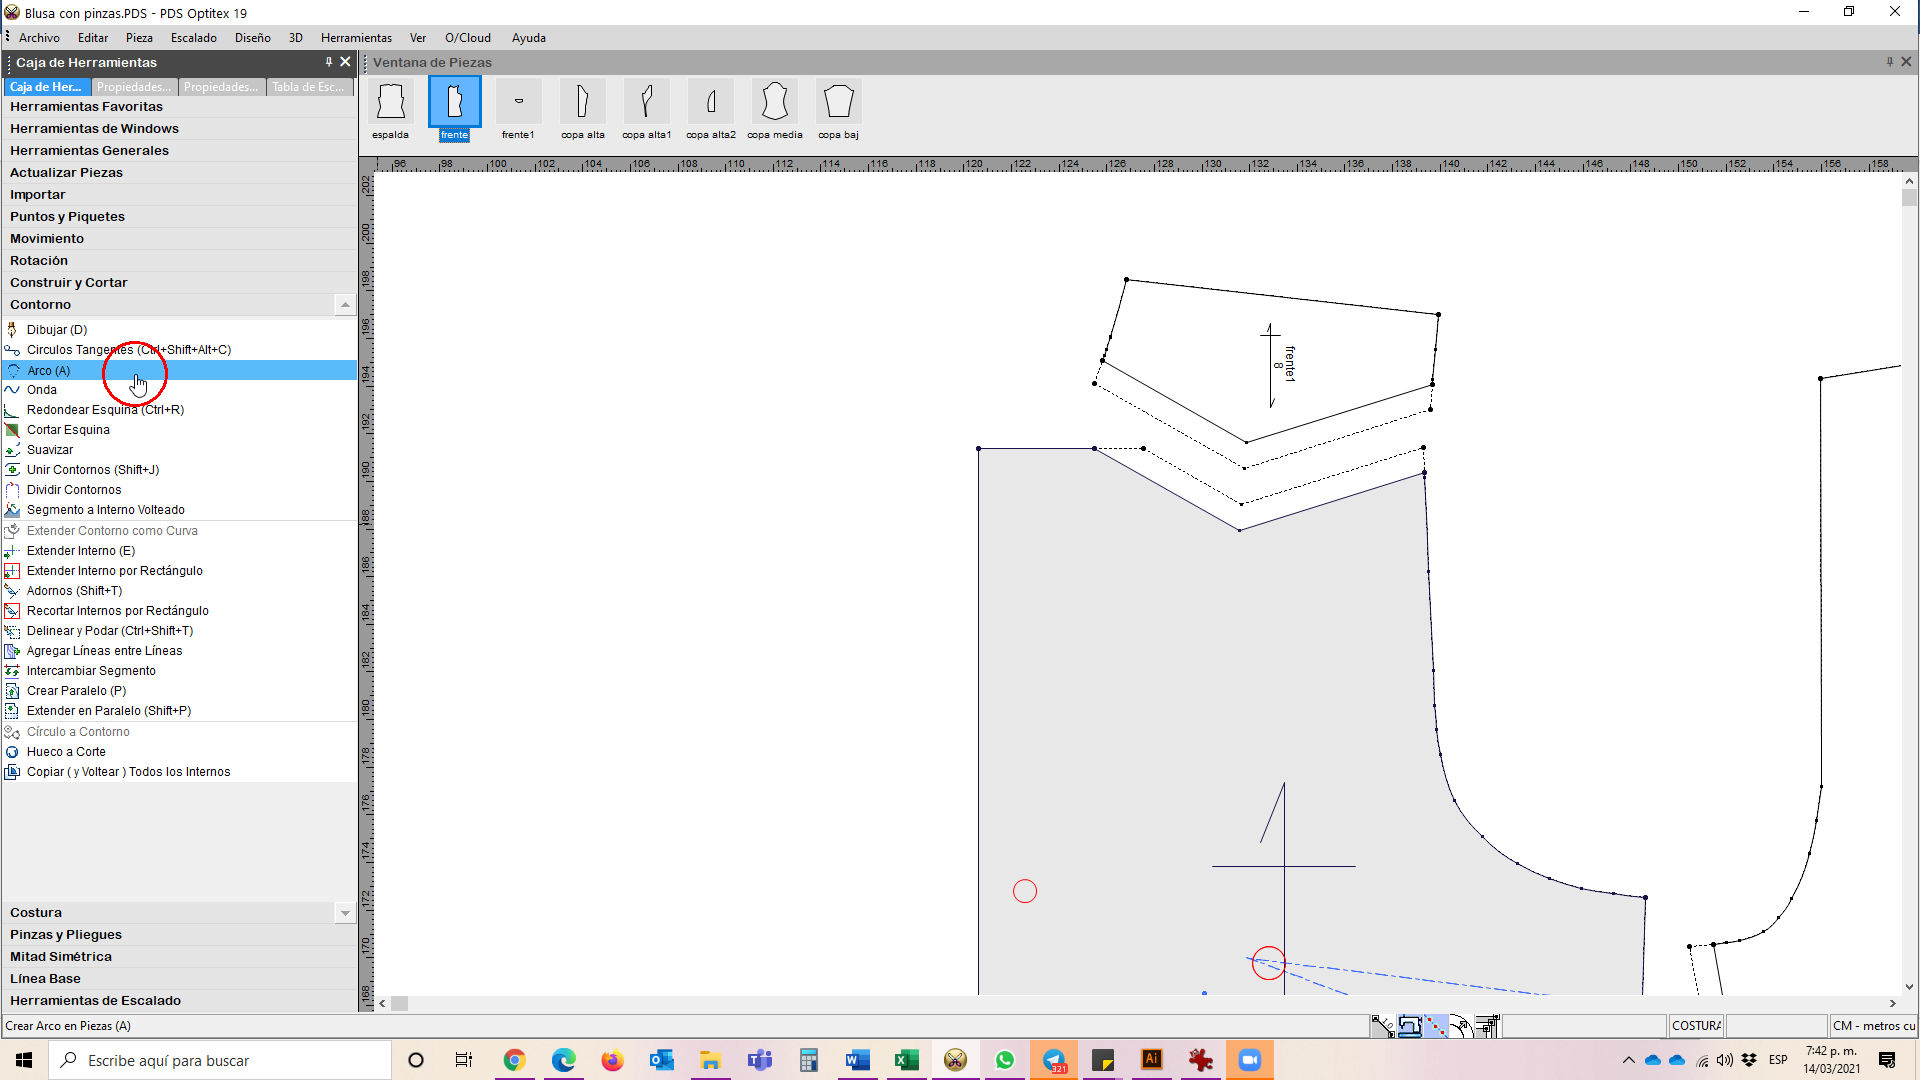 Blusa con pinzas.PDS - PDS Optitex 19
Archivo Editar Pieza Escalado Diseño 3D Herramientas Ver O/Cloud Ayuda
Caja de Herramientas
Caja de Her... Propiedades... Propiedades... Tabla de Esc...
Herramientas Favoritas
Herramientas de Windows
Herramientas Generales
Actualizar Piezas
Importar
Puntos y Piquetes
Movimiento
Rotación
Construir y Cortar
Contorno
Dibujar (D)
Circulos Tangentes (Ctrl+Shift+Alt+C)
Arco (A)
Onda
Redondear Esquina (Ctrl+R)
Cortar Esquina
Suavizar
Unir Contornos (Shift+J)
Dividir Contornos
Segmento a Interno Volteado
Extender Contorno como Curva
Extender Interno (E)
Extender Interno por Rectángulo
Adornos (Shift+T)
Recortar Internos por Rectángulo
Delinear y Podar (Ctrl+Shift+T)
Agregar Líneas entre Líneas
Intercambiar Segmento
Crear Paralelo (P)
Extender en Paralelo (Shift+P)
Círculo a Contorno
Hueco a Corte
Copiar ( y Voltear ) Todos los Internos
Costura
Pinzas y Pliegues
Mitad Simétrica
Línea Base
Herramientas de Escalado
Ventana de Piezas
espalda frente frente1 copa alta copa alta1 copa alta2 copa media copa baj
96 98 100 102 104 106 108 110 112 114 116 118 120 122 124 126 128 130 132 134 136 138 140 142 144 146 148 150 152 154 156 158
202
200
198
196
194
192
190
188
186
184
182
180
178
176
174
172
170
168
frente1
8
Crear Arco en Piezas (A)
COSTURA
CM - metros cu
Escribe aquí para buscar
321
Ai
ESP
7:42 p. m.
14/03/2021